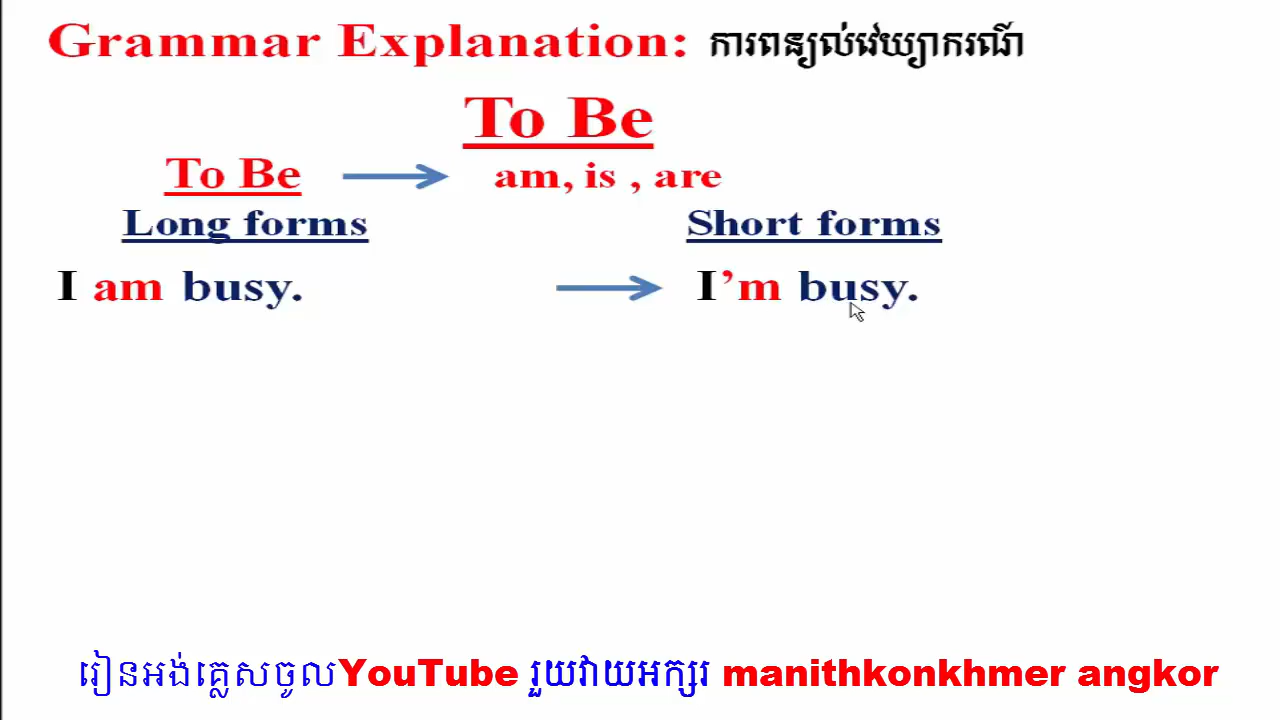 Grammar Explanation: ការពន្យល់វេយ្យាករណ៍
To Be
To Be → am, is , are
Long forms Short forms
I am busy. → I’m busy.
រៀនអង់គ្លេសចូលYouTube រួយវាយអក្សរ manithkonkhmer angkor